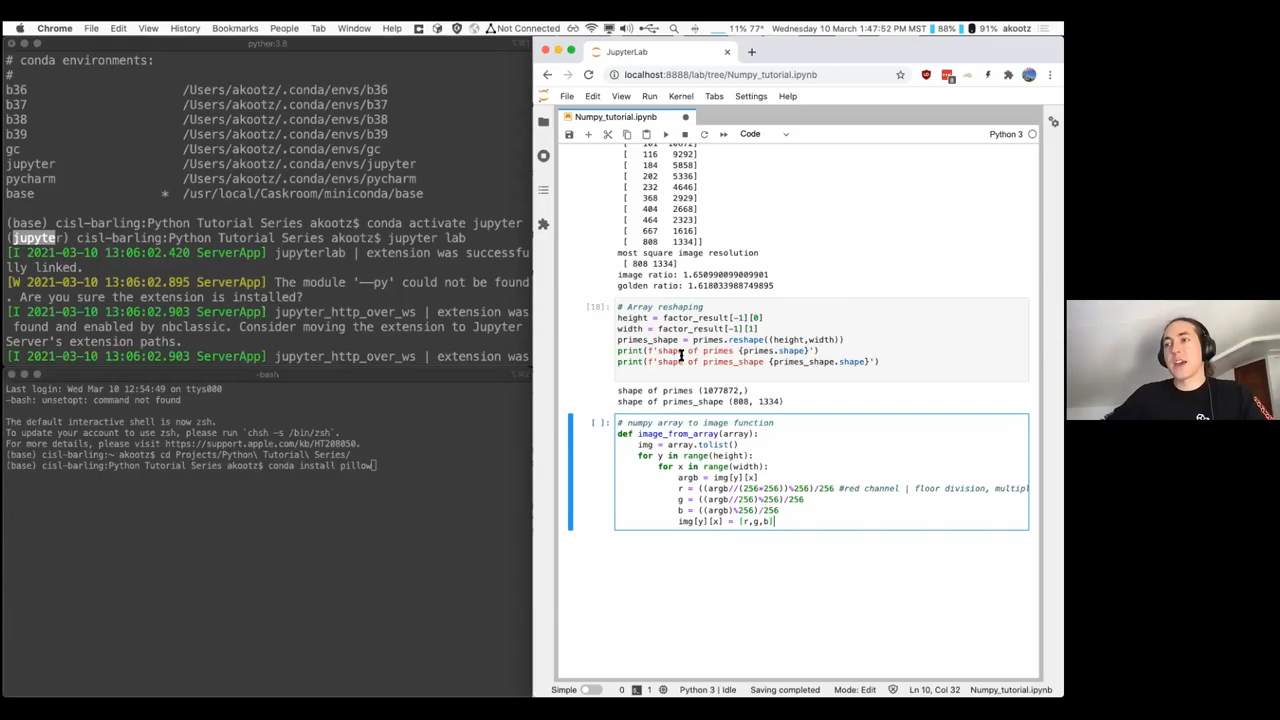 Chrome File Edit View History Bookmarks People Tab Window Help Not Connected 11% 77° Wednesday 10 March 1:47:52 PM MST 88% 91% akootz
python3.8
# conda environments:
#
b36 /Users/akootz/.conda/envs/b36
b37 /Users/akootz/.conda/envs/b37
b38 /Users/akootz/.conda/envs/b38
b39 /Users/akootz/.conda/envs/b39
gc /Users/akootz/.conda/envs/gc
jupyter /Users/akootz/.conda/envs/jupyter
pycharm /Users/akootz/.conda/envs/pycharm
base * /usr/local/Caskroom/miniconda/base
(base) cisl-barling:Python Tutorial Series akootz$ conda activate jupyter
(jupyter) cisl-barling:Python Tutorial Series akootz$ jupyter lab
[I 2021-03-10 13:06:02.420 ServerApp] jupyterlab | extension was successfu
lly linked.
[W 2021-03-10 13:06:02.895 ServerApp] The module '——py' could not be found
. Are you sure the extension is installed?
[I 2021-03-10 13:06:02.903 ServerApp] jupyter_http_over_ws | extension was
found and enabled by nbclassic. Consider moving the extension to Jupyter
Server's extension paths.
[I 2021-03-10 13:06:02.903 ServerApp] jupyter_http_over_ws | extension was
-bash
Last login: Wed Mar 10 12:54:49 on ttys000
-bash: unsetopt: command not found
The default interactive shell is now zsh.
To update your account to use zsh, please run `chsh -s /bin/zsh`.
For more details, please visit https://support.apple.com/kb/HT208050.
(base) cisl-barling:~ akootz$ cd Projects/Python\ Tutorial\ Series/
(base) cisl-barling:Python Tutorial Series akootz$ conda install pillow
JupyterLab
localhost:8888/lab/tree/Numpy_tutorial.ipynb
File Edit View Run Kernel Tabs Settings Help
Numpy_tutorial.ipynb
Code Python 3
[ 116 9292]
[ 184 5858]
[ 202 5336]
[ 232 4646]
[ 368 2929]
[ 404 2668]
[ 464 2323]
[ 667 1616]
[ 808 1334]]
most square image resolution
[ 808 1334]
image ratio: 1.650990099009901
golden ratio: 1.618033988749895
[18]: # Array reshaping
height = factor_result[-1][0]
width = factor_result[-1][1]
primes_shape = primes.reshape((height,width))
print(f'shape of primes {primes.shape}')
print(f'shape of primes_shape {primes_shape.shape}')
shape of primes (1077872,)
shape of primes_shape (808, 1334)
[ ]: # numpy array to image function
def image_from_array(array):
img = array.tolist()
for y in range(height):
for x in range(width):
argb = img[y][x]
r = ((argb//(256*256))%256)/256 #red channel | floor division, multipl
g = ((argb//256)%256)/256
b = ((argb)%256)/256
img[y][x] = [r,g,b]
Simple 0 1 Python 3 | Idle Saving completed Mode: Edit Ln 10, Col 32 Numpy_tutorial.ipynb